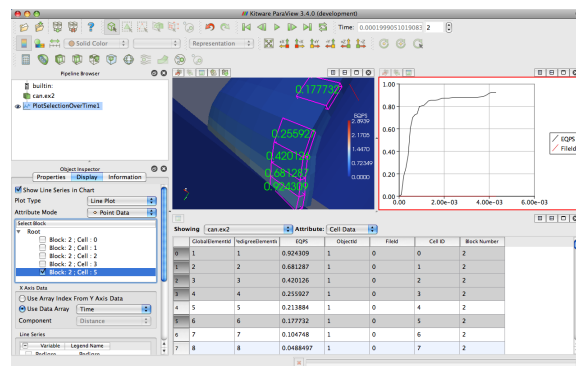 Kitware ParaView 3.4.0 (development)
Time: 0.00019990510190083 2
Solid Color
Representation
Pipeline Browser
builtin:
can.ex2
PlotSelectionOverTime1
Object Inspector
Properties Display Information
Show Line Series in Chart
Plot Type Line Plot
Attribute Mode Point Data
Select Block
Root
Block: 2 ; Cell : 0
Block: 2 ; Cell : 1
Block: 2 ; Cell : 2
Block: 2 ; Cell : 3
Block: 2 ; Cell : 5
X Axis Data
Use Array Index From Y Axis Data
Use Data Array Time
Component Distance
Line Series
Variable Legend Name
0.177732
0.255927
0.420126
0.681287
0.924309
EQPS
2.8939
2.1705
1.4470
0.72349
0.0000
1.00
0.80
0.60
0.40
0.20
0.00
0.00 2.00e-03 4.00e-03 6.00e-03
EQPS
FileId
Showing can.ex2 Attribute: Cell Data
GlobalElementId PedigreeElementId EQPS ObjectId FileId Cell ID Block Number
0 1 1 0.924309 1 0 0 2
1 2 2 0.681287 1 0 1 2
2 3 3 0.420126 1 0 2 2
3 4 4 0.255927 1 0 3 2
4 5 5 0.213884 1 0 4 2
5 6 6 0.177732 1 0 5 2
6 7 7 0.104748 1 0 6 2
7 8 8 0.0488497 1 0 7 2